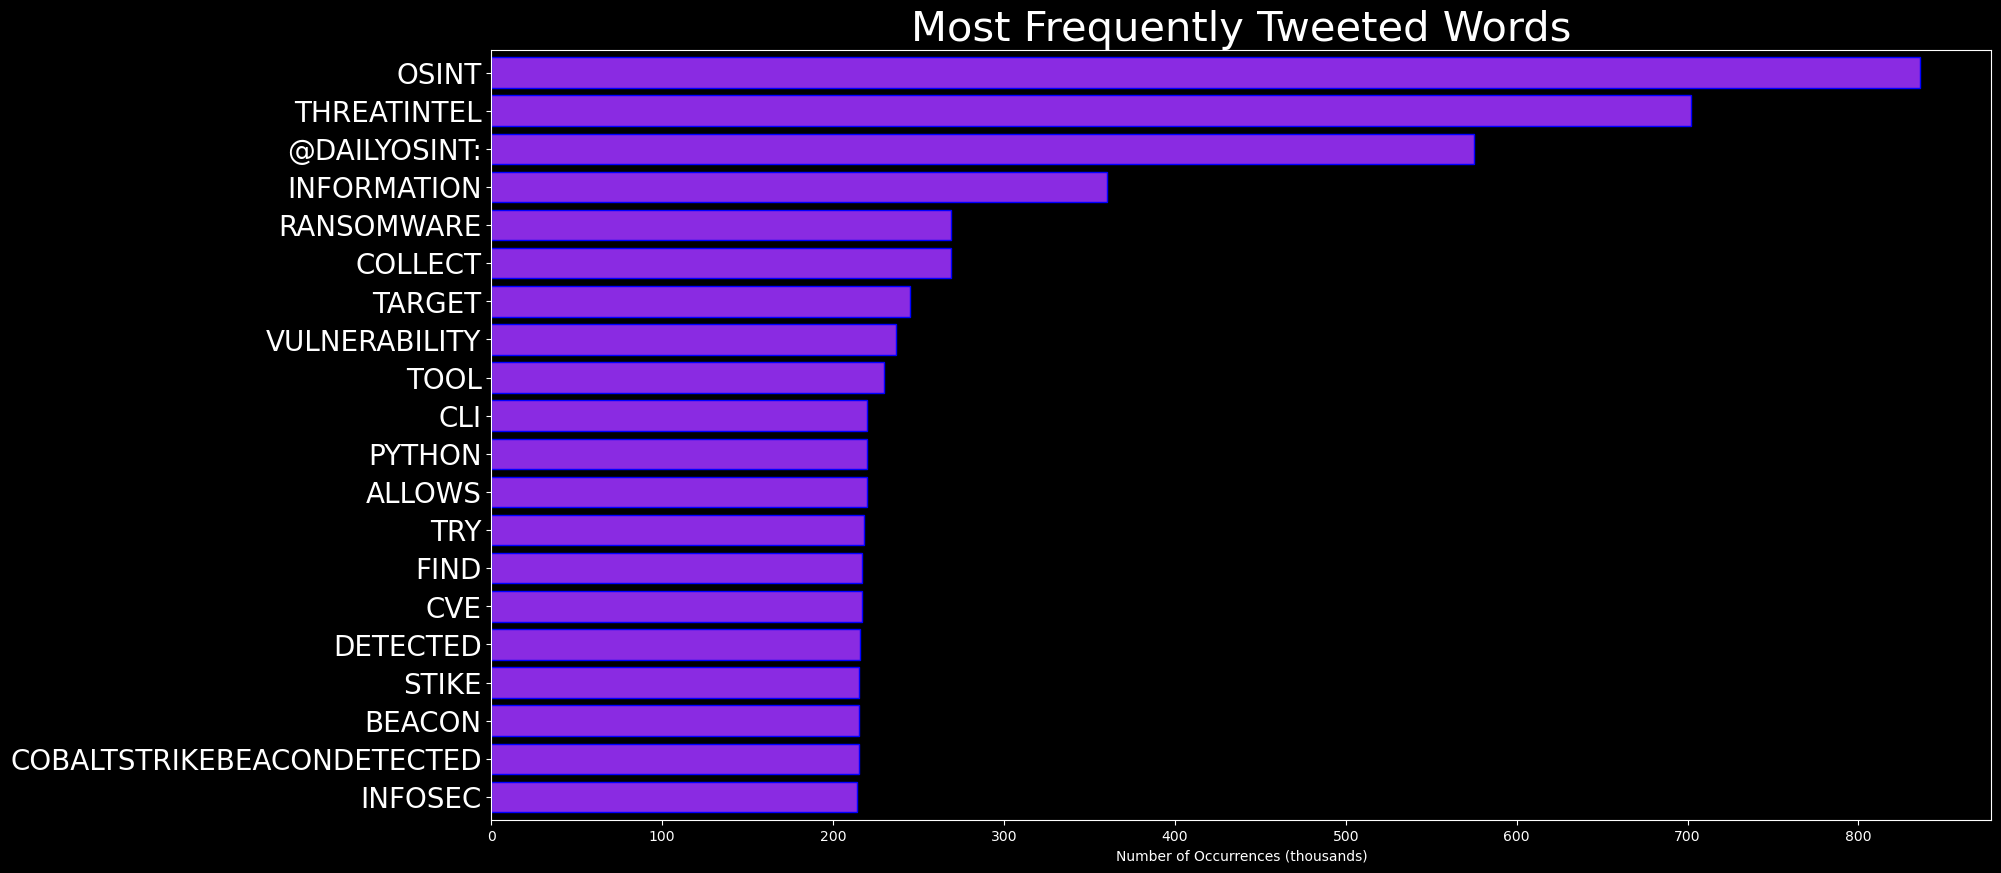 Most Frequently Tweeted Words
OSINT
THREATINTEL
@DAILYOSINT:
INFORMATION
RANSOMWARE
COLLECT
TARGET
VULNERABILITY
TOOL
CLI
PYTHON
ALLOWS
TRY
FIND
CVE
DETECTED
STIKE
BEACON
COBALTSTRIKEBEACONDETECTED
INFOSEC
0 100 200 300 400 500 600 700 800
Number of Occurrences (thousands)